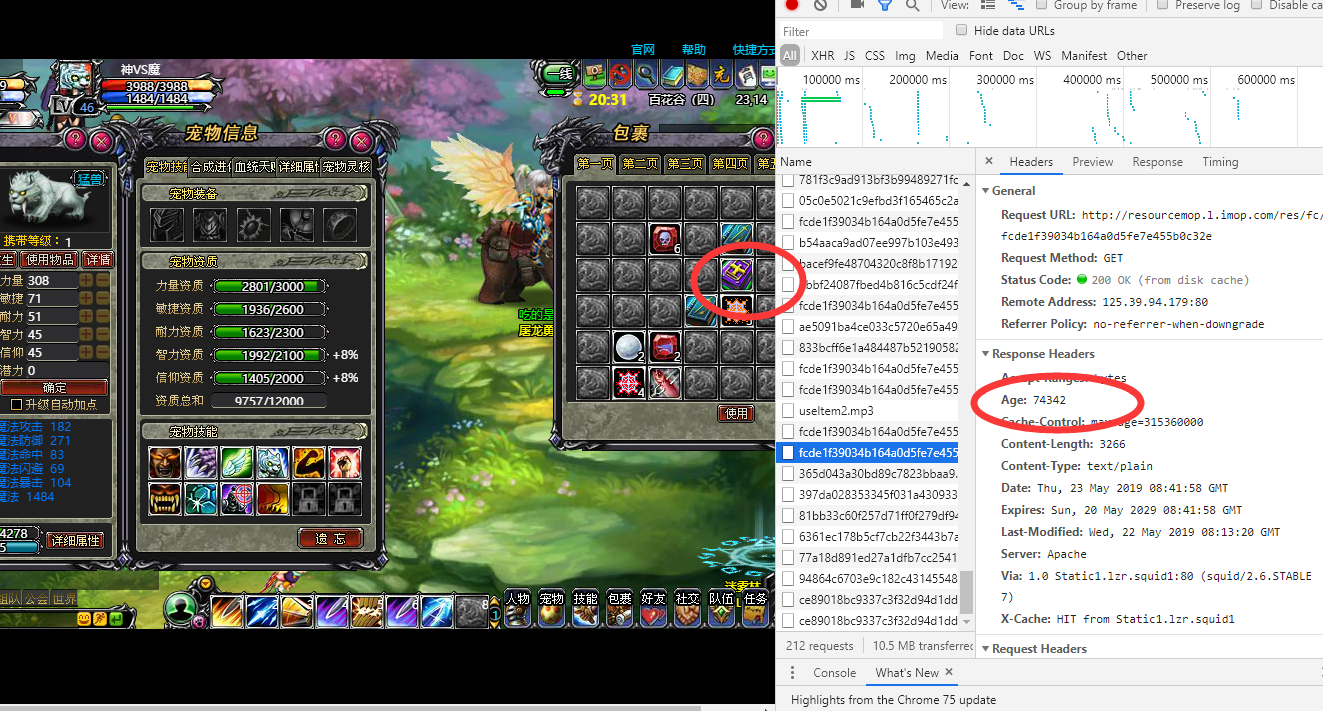 官网 帮助 快捷方式
神VS魔
3988/3988
1484/1484
LV 46
一线
20:31 百花谷（四） 23,14
宠物信息
包裹
猛兽
携带等级：1
使用物品 详情
力量 308
敏捷 71
耐力 51
智力 45
信仰 45
潜力 0
确定
升级自动加点
魔法攻击 182
魔法防御 271
魔法命中 83
魔法闪避 69
魔法暴击 104
魔法 1484
4278
详细属性
宠物技能 合成进化 血统天赋 详细属性 宠物灵核
宠物装备
宠物资质
力量资质 2801/3000
敏捷资质 1936/2600
耐力资质 1623/2300
智力资质 1992/2100 +8%
信仰资质 1405/2000 +8%
资质总和 9757/12000
宠物技能
遗 忘
第一页 第二页 第三页 第四页 第五
6
2 2
4
使用
吃的是
屠龙勇
组队 公会 世界
人物 宠物 技能 包裹 好友 社交 队伍 任务
View: Group by frame Preserve log Disable ca
Filter Hide data URLs
All XHR JS CSS Img Media Font Doc WS Manifest Other
100000 ms 200000 ms 300000 ms 400000 ms 500000 ms 600000 ms
Name
781f3c9ad913bf3b99489271fc
05c0e5021c9efbd3f165465c2a
fcde1f39034b164a0d5fe7e455
b54aaca9ad07ee997b103e493
bacef9fe48704320c8f8b17192
bbf24087fbed4b816c5cdf24f
fcde1f39034b164a0d5fe7e455
ae5091ba4ce033c5720e65a49
833bcff6e1a484487b52190582
fcde1f39034b164a0d5fe7e455
fcde1f39034b164a0d5fe7e455
useItem2.mp3
fcde1f39034b164a0d5fe7e455
fcde1f39034b164a0d5fe7e455
365d043a30bd89c7823bbaa9.
397da028353345f031a430933
81bb33c60f257d71ff0f279df94
6361ec178b5cf7cb22f3443b7a
77a18d891ed27a1dfb7cc2541
94864c6703e9c182c43145548
ce89018bc9337c3f32d94d1dd
ce89018bc9337c3f32d94d1dd
212 requests 10.5 MB transferrec
× Headers Preview Response Timing
General
Request URL: http://resourcemop.1.imop.com/res/fc/
fcde1f39034b164a0d5fe7e455b0c32e
Request Method: GET
Status Code: 200 OK (from disk cache)
Remote Address: 125.39.94.179:80
Referrer Policy: no-referrer-when-downgrade
Response Headers
Accept-Ranges: bytes
Age: 74342
Cache-Control: max-age=315360000
Content-Length: 3266
Content-Type: text/plain
Date: Thu, 23 May 2019 08:41:58 GMT
Expires: Sun, 20 May 2029 08:41:58 GMT
Last-Modified: Wed, 22 May 2019 08:13:20 GMT
Server: Apache
Via: 1.0 Static1.lzr.squid1:80 (squid/2.6.STABLE
7)
X-Cache: HIT from Static1.lzr.squid1
Request Headers
Console What's New ×
Highlights from the Chrome 75 update